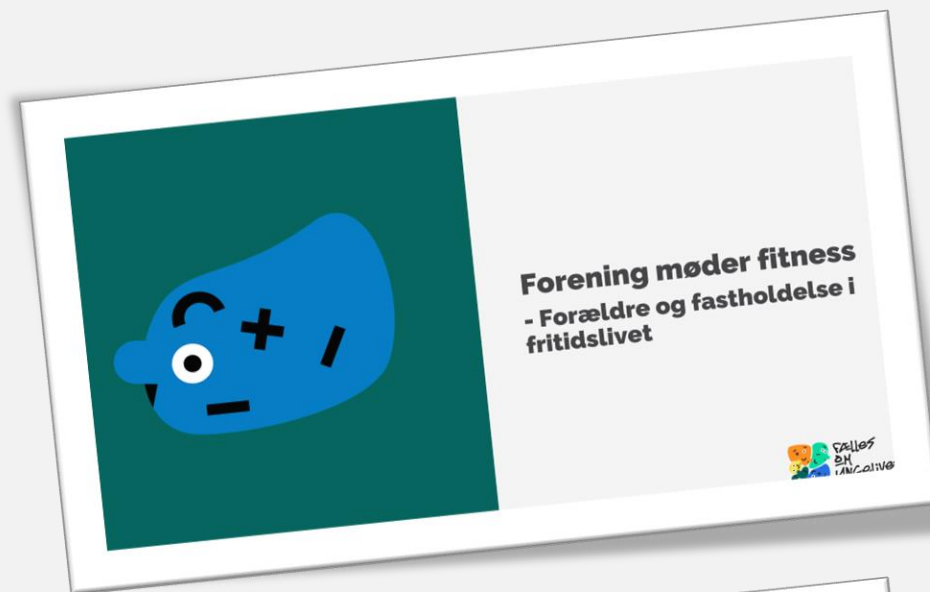 Forening møder fitness
- Forældre og fastholdelse i
fritidslivet
FÆLLES
OM